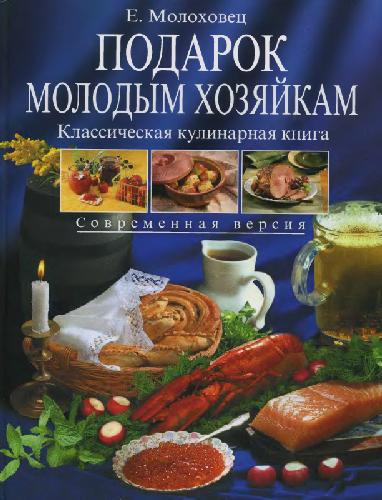 Е. Молоховец
ПОДАРОК
МОЛОДЫМ ХОЗЯЙКАМ
Классическая кулинарная книга
Современная версия